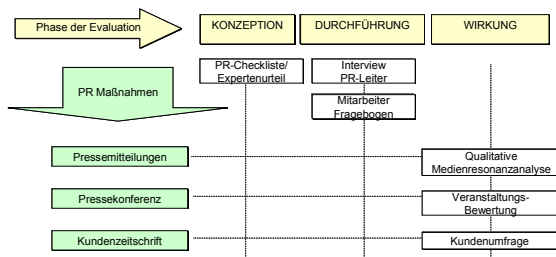 Phase der Evaluation
KONZEPTION
DURCHFÜHRUNG
WIRKUNG
PR-Checkliste/
Expertenurteil
Interview
PR-Leiter
PR Maßnahmen
Mitarbeiter
Fragebogen
Pressemitteilungen
Qualitative
Medienresonanzanalyse
Pressekonferenz
Veranstaltungs-
Bewertung
Kundenzeitschrift
Kundenumfrage